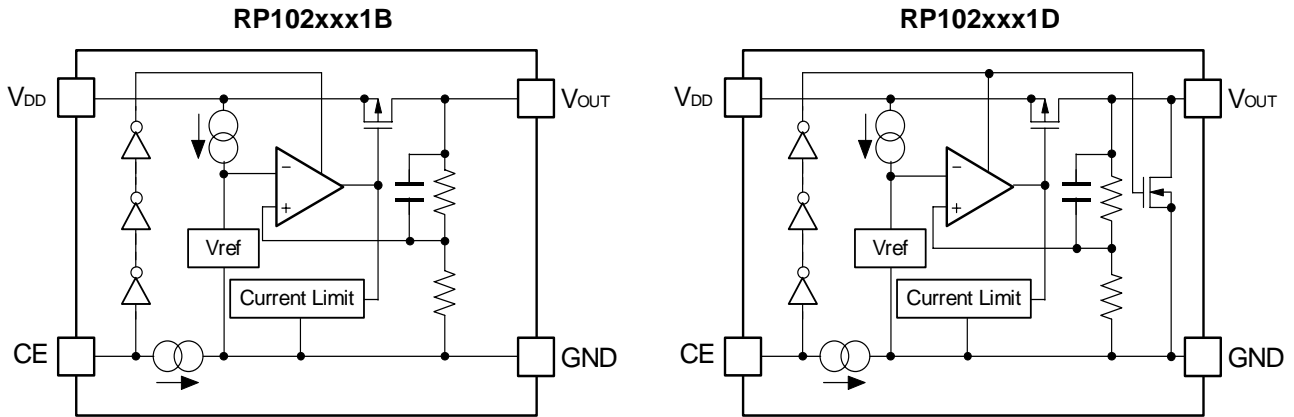 RP102xxx1B
VDD
VOUT
−
+
Vref
Current Limit
CE
GND
RP102xxx1D
VDD
VOUT
−
+
Vref
Current Limit
CE
GND